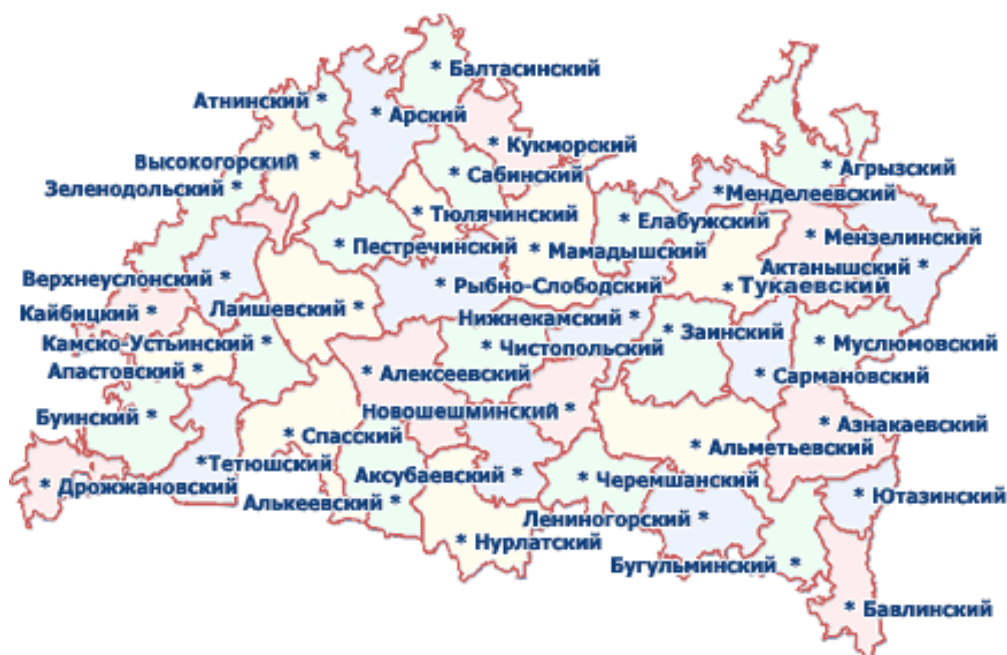 * Балтасинский
Атнинский *
* Арский
* Кукморский
Высокогорский *
* Агрызский
* Сабинский
Зеленодольский *
* Менделеевский
* Тюлячинский
* Елабужский
* Мензелинский
* Пестречинский
* Мамадышский
Актанышский *
Верхнеуслонский *
* Рыбно-Слободский
* Тукаевский
Кайбицкий *
Лаишевский *
Нижнекамский *
* Заинский
Камско-Устьинский *
* Чистопольский
* Муслюмовский
Апастовский *
* Алексеевский
* Сармановский
Буинский *
Новошешминский *
* Азнакаевский
* Спасский
* Альметьевский
*Тетюшский
Аксубаевский *
* Черемшанский
* Дрожжановский
* Ютазинский
Алькеевский *
Лениногорский *
* Нурлатский
Бугульминский *
* Бавлинский